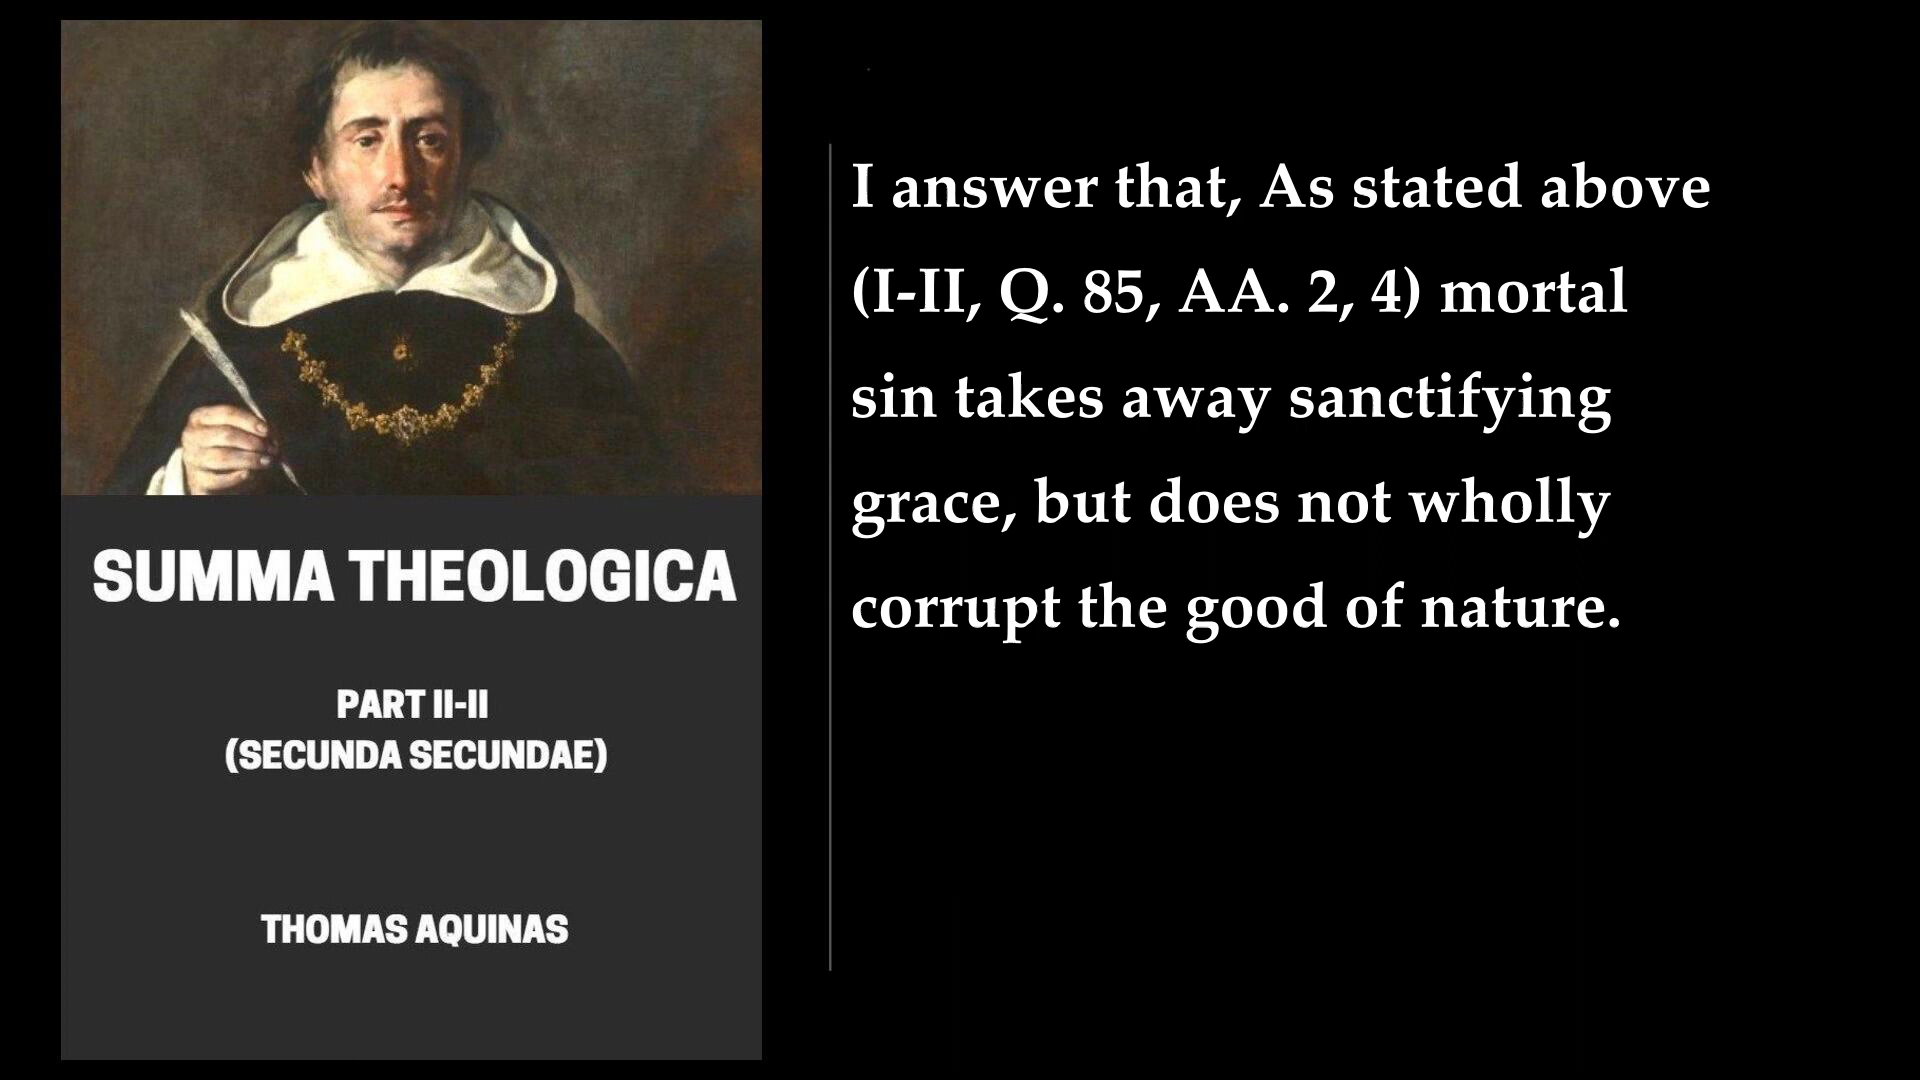 SUMMA THEOLOGICA
PART II-II
(SECUNDA SECUNDAE)
THOMAS AQUINAS
I answer that, As stated above
(I-II, Q. 85, AA. 2, 4) mortal
sin takes away sanctifying
grace, but does not wholly
corrupt the good of nature.